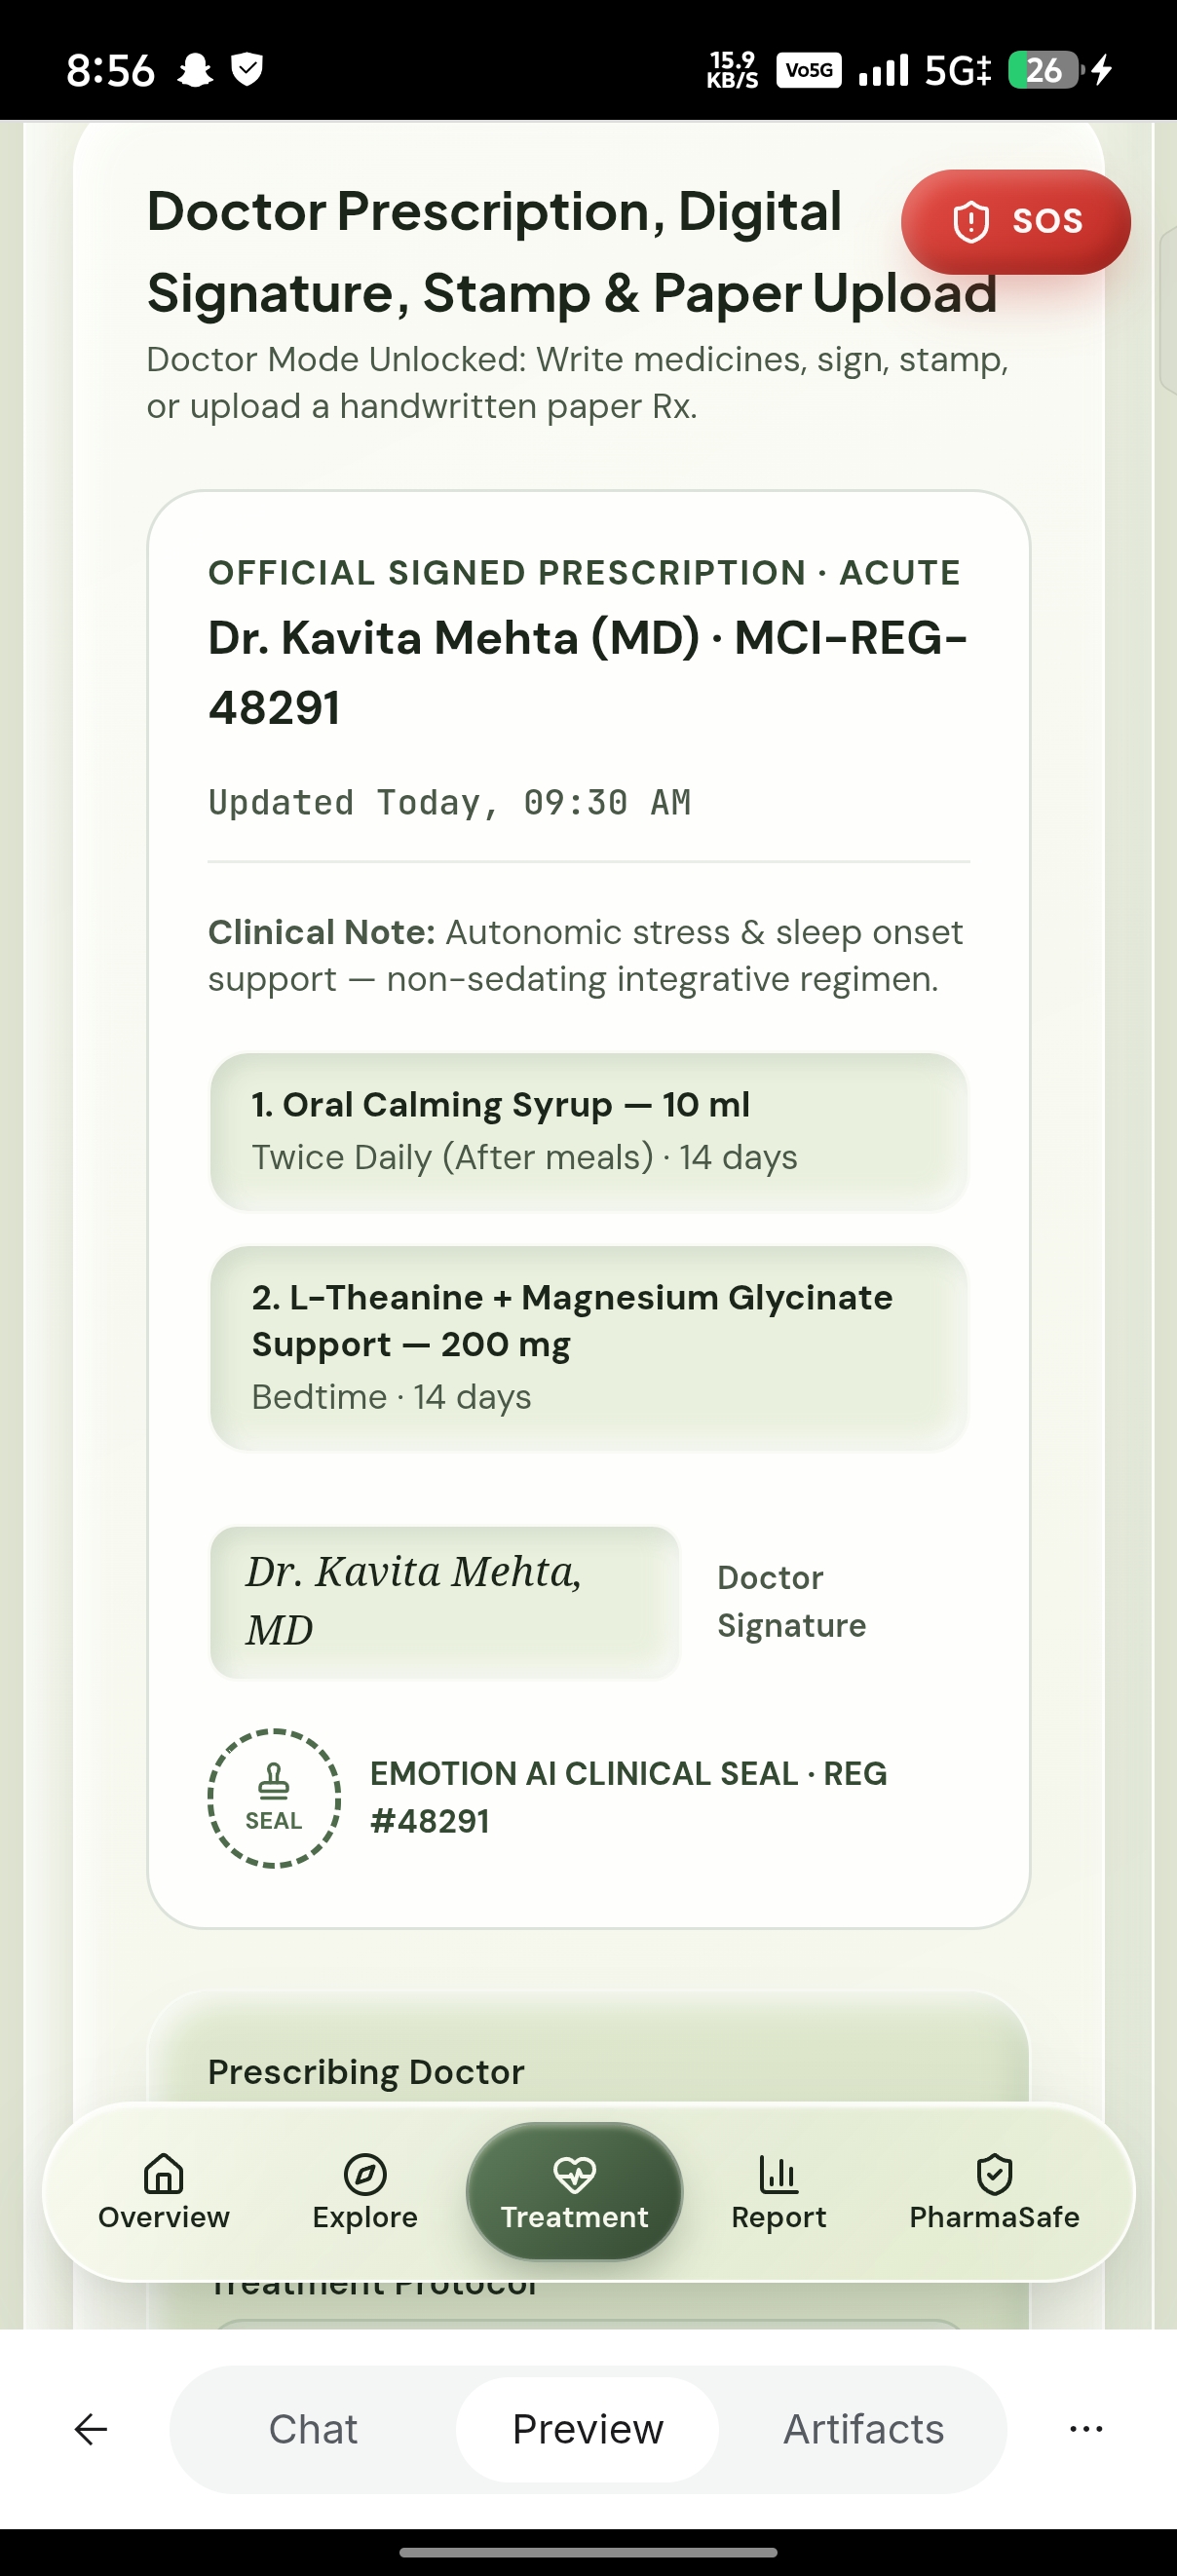 8:56
15.9
KB/S
Vo5G
5G‡
26
Doctor Prescription, Digital
SOS
Signature, Stamp & Paper Upload
Doctor Mode Unlocked: Write medicines, sign, stamp,
or upload a handwritten paper Rx.
OFFICIAL SIGNED PRESCRIPTION · ACUTE
Dr. Kavita Mehta (MD) · MCI-REG-
48291
Updated Today, 09:30 AM
Clinical Note: Autonomic stress & sleep onset
support — non-sedating integrative regimen.
1. Oral Calming Syrup — 10 ml
Twice Daily (After meals) · 14 days
2. L-Theanine + Magnesium Glycinate
Support — 200 mg
Bedtime · 14 days
Dr. Kavita Mehta,
MD
Doctor
Signature
SEAL
EMOTION AI CLINICAL SEAL · REG
#48291
Prescribing Doctor
Overview
Explore
Treatment
Report
PharmaSafe
Treatment Protocol
Chat
Preview
Artifacts